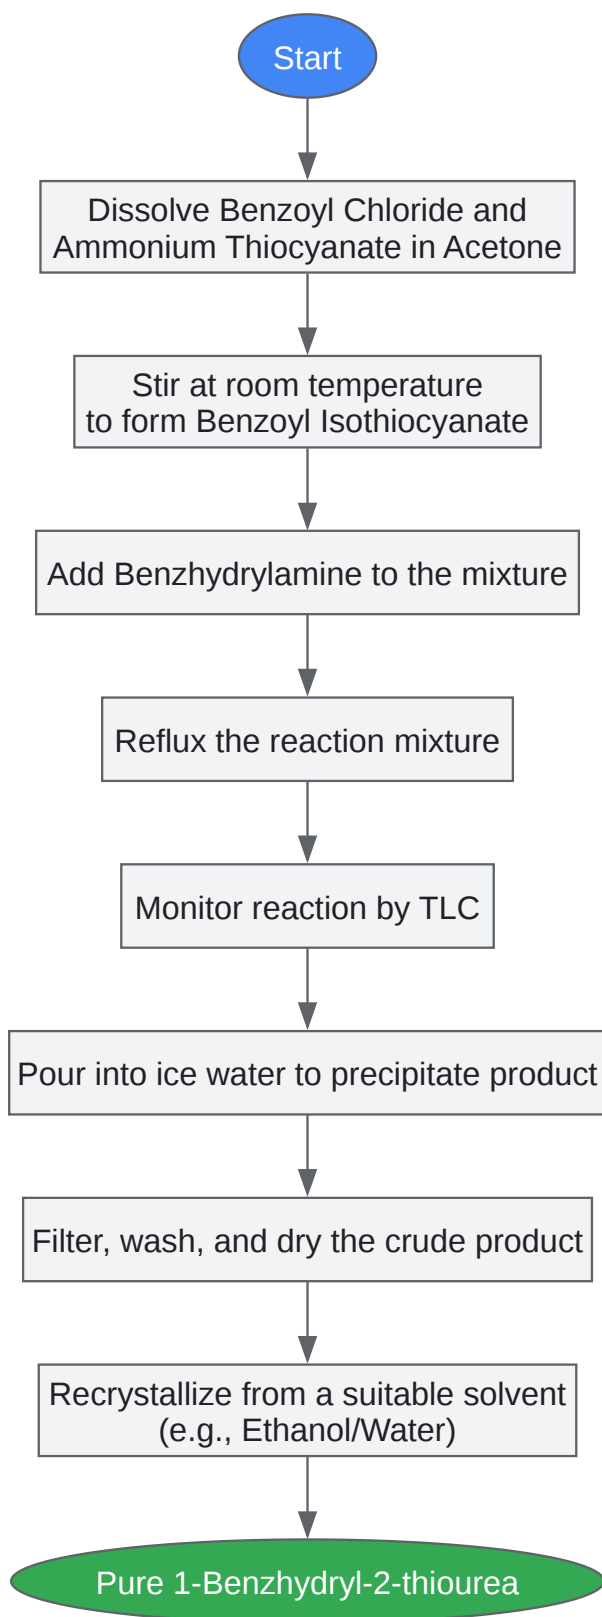 Start
Dissolve Benzoyl Chloride and
Ammonium Thiocyanate in Acetone
Stir at room temperature
to form Benzoyl Isothiocyanate
Add Benzhydrylamine to the mixture
Reflux the reaction mixture
Monitor reaction by TLC
Pour into ice water to precipitate product
Filter, wash, and dry the crude product
Recrystallize from a suitable solvent
(e.g., Ethanol/Water)
Pure 1-Benzhydryl-2-thiourea